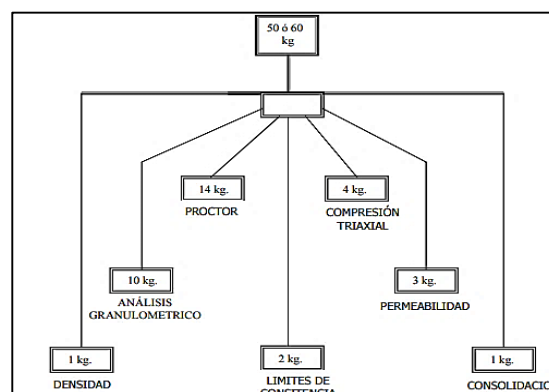 50 ó 60
kg
14 kg.
PROCTOR
4 kg.
COMPRESIÓN
TRIAXIAL
10 kg.
ANÁLISIS
GRANULOMETRICO
3 kg.
PERMEABILIDAD
1 kg.
DENSIDAD
2 kg.
LIMITES DE
1 kg.